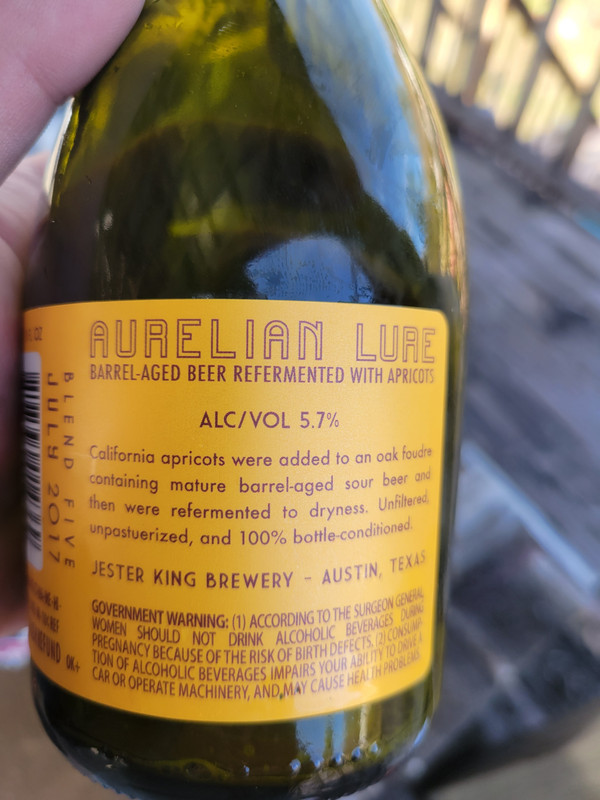 AURELIAN LURE
BARREL-AGED BEER REFERMENTED WITH APRICOTS
ALC/VOL 5.7%
California apricots were added to an oak foudre
containing mature barrel-aged sour beer and
then were refermented to dryness. Unfiltered,
unpastuerized, and 100% bottle-conditioned.
JESTER KING BREWERY - AUSTIN, TEXAS
GOVERNMENT WARNING: (1) ACCORDING TO THE SURGEON GENERAL
WOMEN SHOULD NOT DRINK ALCOHOLIC BEVERAGES DURING
PREGNANCY BECAUSE OF THE RISK OF BIRTH DEFECTS. (2) CONSUMP-
TION OF ALCOHOLIC BEVERAGES IMPAIRS YOUR ABILITY TO DRIVE A
CAR OR OPERATE MACHINERY, AND MAY CAUSE HEALTH PROBLEMS.
BLEND FIVE
JULY 2017
OZ
REFUND OK+